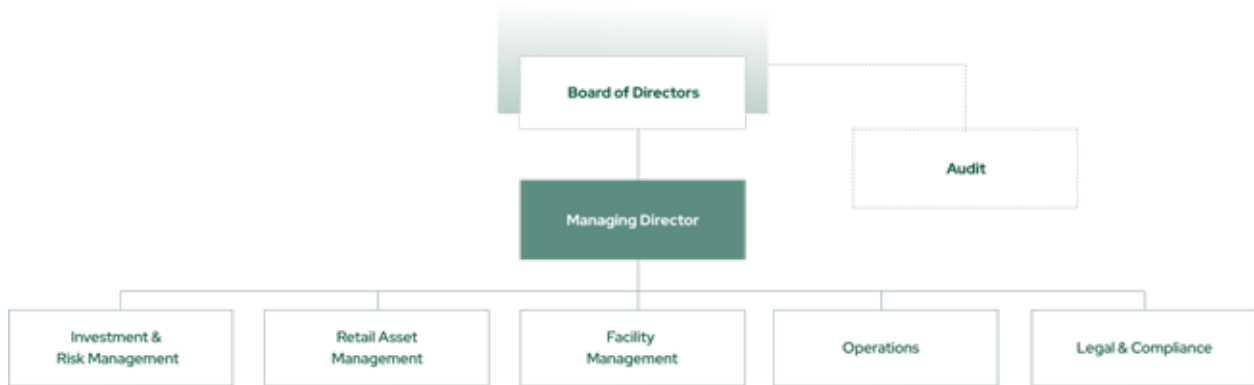 Board of Directors
Audit
Managing Director
Investment &
Risk Management
Retail Asset
Management
Facility
Management
Operations
Legal & Compliance